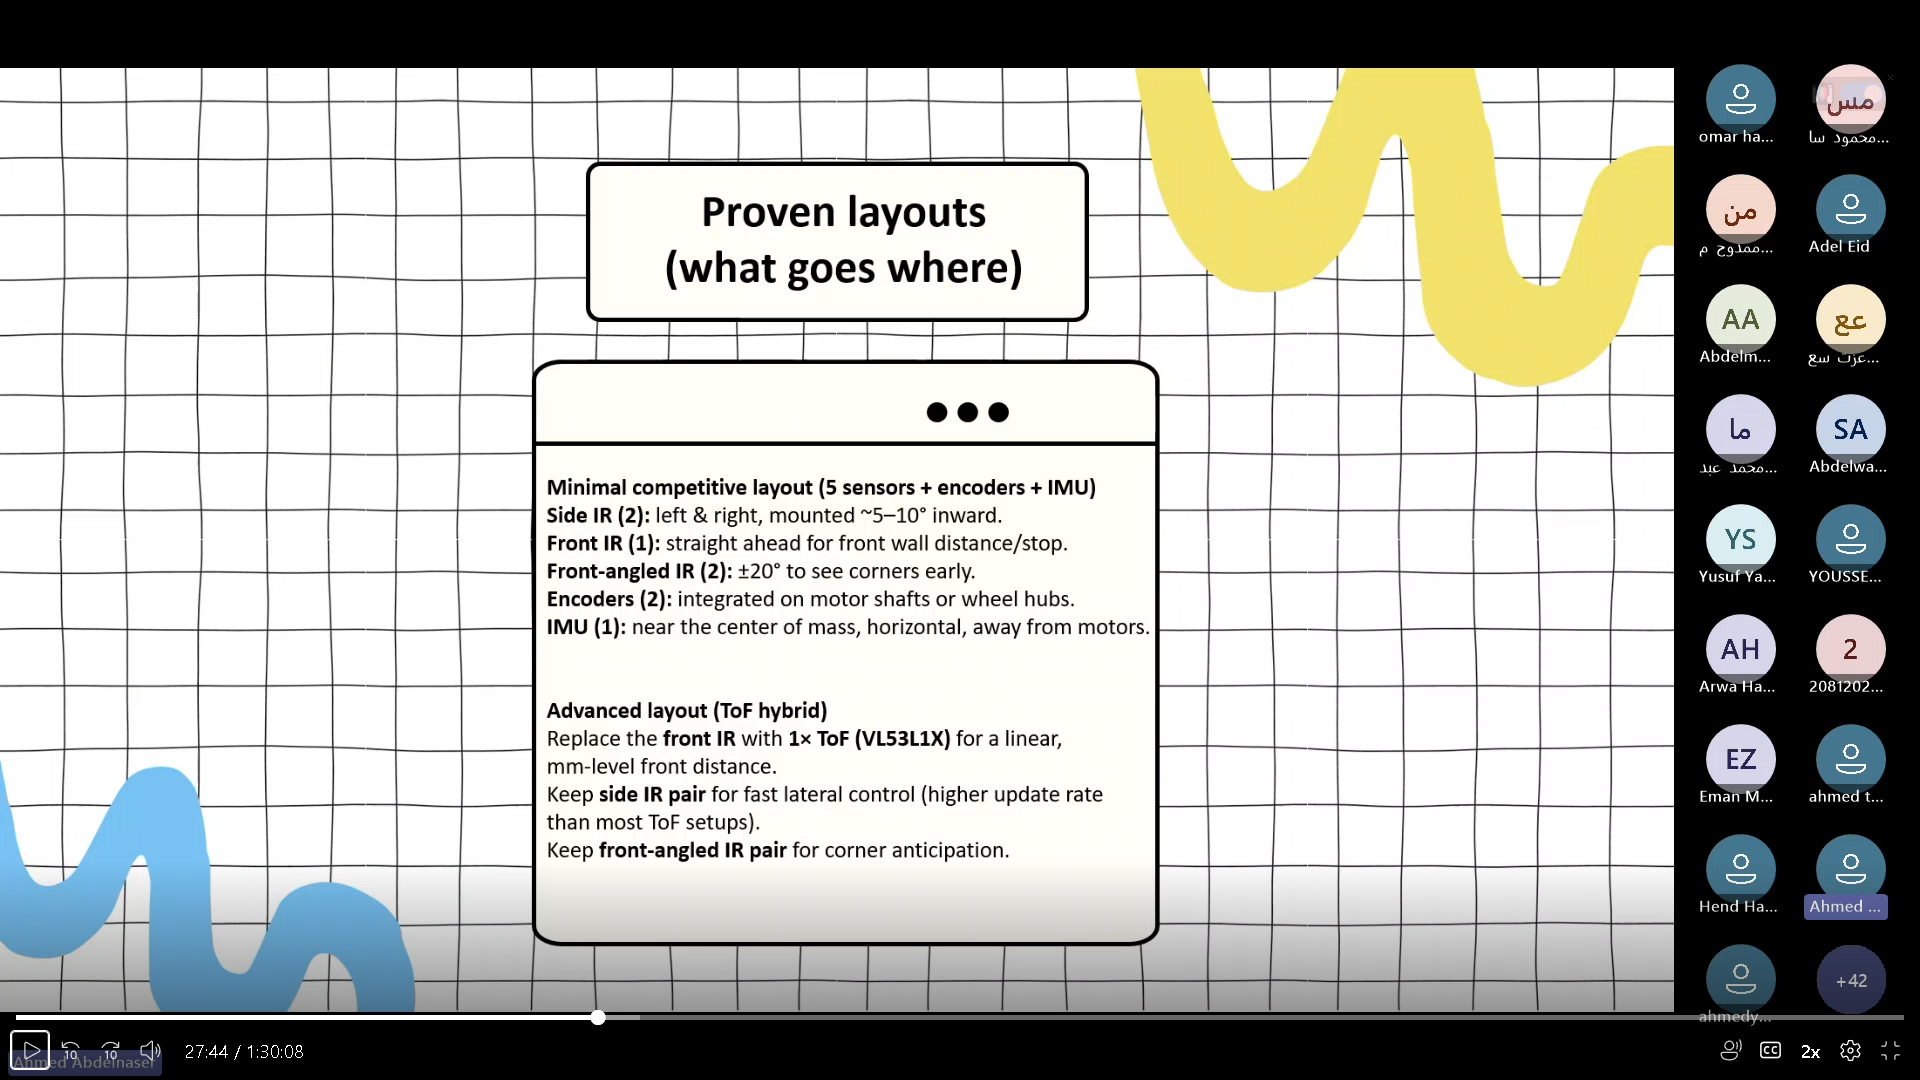 Proven layouts
(what goes where)
Minimal competitive layout (5 sensors + encoders + IMU)
Side IR (2): left & right, mounted ~5–10° inward.
Front IR (1): straight ahead for front wall distance/stop.
Front-angled IR (2): ±20° to see corners early.
Encoders (2): integrated on motor shafts or wheel hubs.
IMU (1): near the center of mass, horizontal, away from motors.
Advanced layout (ToF hybrid)
Replace the front IR with 1× ToF (VL53L1X) for a linear,
mm-level front distance.
Keep side IR pair for fast lateral control (higher update rate
than most ToF setups).
Keep front-angled IR pair for corner anticipation.
omar ha...
مس
محمود سا...
من
ممدوح م...
Adel Eid
AA
Abdelm...
عع
عزت سع...
ما
محمد عبد...
SA
Abdelwa...
YS
Yusuf Ya...
YOUSSE...
AH
Arwa Ha...
2
2081202...
EZ
Eman M...
ahmed t...
Hend Ha...
Ahmed ...
ahmedy...
+42
10
10
27:44 / 1:30:08
Ahmed Abdelnaser
CC
2x